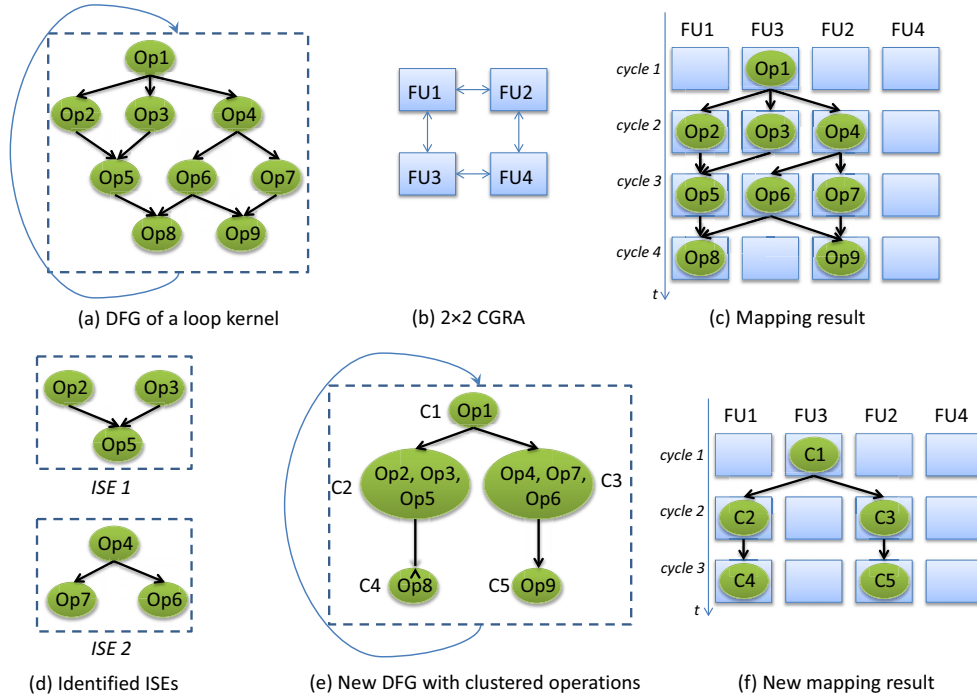 Op1
Op2
Op3
Op4
Op5
Op6
Op7
Op8
Op9
(a) DFG of a loop kernel
FU1
FU2
FU3
FU4
(b) 2×2 CGRA
FU1 FU3 FU2 FU4
cycle 1
Op1
cycle 2
Op2 Op3 Op4
cycle 3
Op5 Op6 Op7
cycle 4
Op8 Op9
t
(c) Mapping result
Op2 Op3
Op5
ISE 1
Op4
Op7 Op6
ISE 2
(d) Identified ISEs
C1 Op1
C2
Op2, Op3,
Op5
Op4, Op7,
Op6
C3
C4 Op8
C5 Op9
(e) New DFG with clustered operations
FU1 FU3 FU2 FU4
cycle 1
C1
cycle 2
C2 C3
cycle 3
C4 C5
t
(f) New mapping result